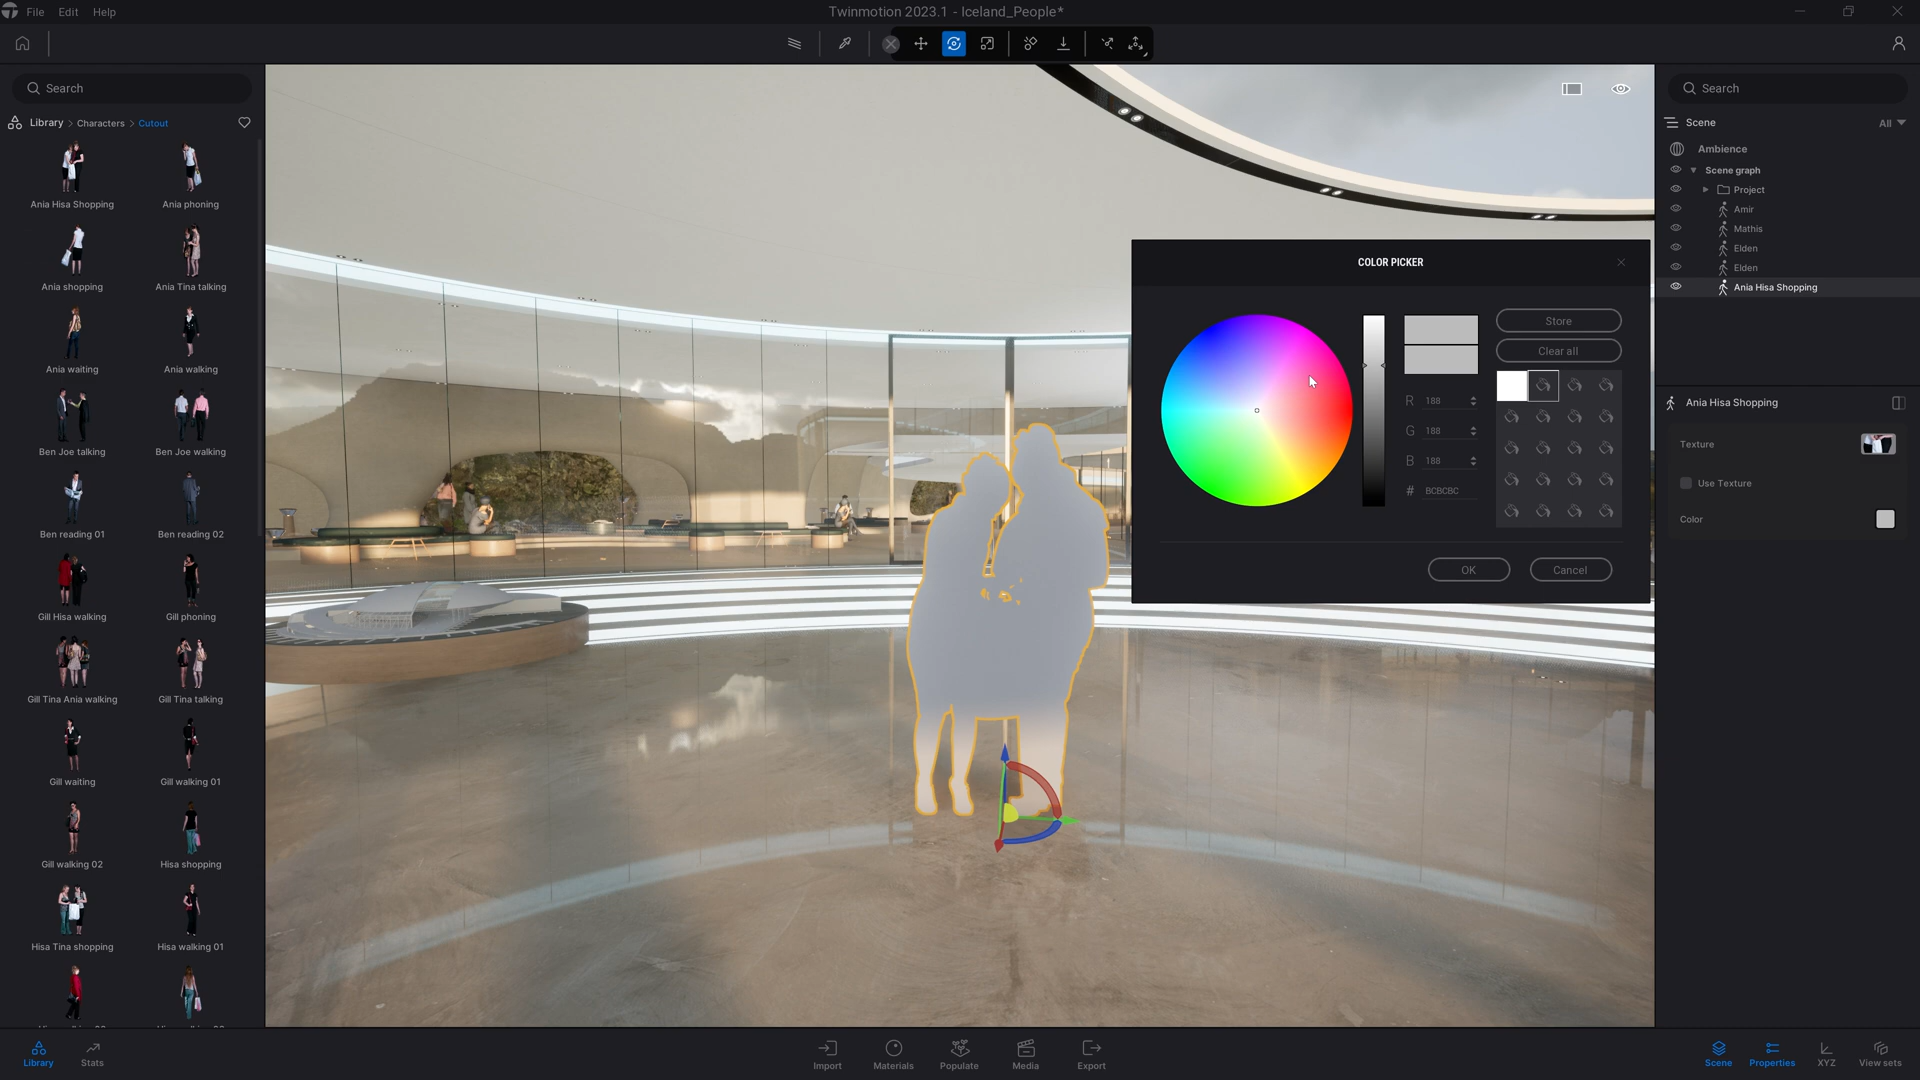 File Edit Help
Twinmotion 2023.1 - Iceland_People*
Search
Library > Characters > Cutout
Ania Hisa Shopping
Ania phoning
Ania shopping
Ania Tina talking
Ania waiting
Ania walking
Ben Joe talking
Ben Joe walking
Ben reading 01
Ben reading 02
Gill Hisa walking
Gill phoning
Gill Tina Ania walking
Gill Tina talking
Gill waiting
Gill walking 01
Gill walking 02
Hisa shopping
Hisa Tina shopping
Hisa walking 01
COLOR PICKER
Store
Clear all
R 188
G 188
B 188
# BCBCBC
OK
Cancel
Search
Scene
All
Ambience
Scene graph
Project
Amir
Mathis
Elden
Elden
Ania Hisa Shopping
Ania Hisa Shopping
Texture
Use Texture
Color
Library
Stats
Import
Materials
Populate
Media
Export
Scene
Properties
XYZ
View sets